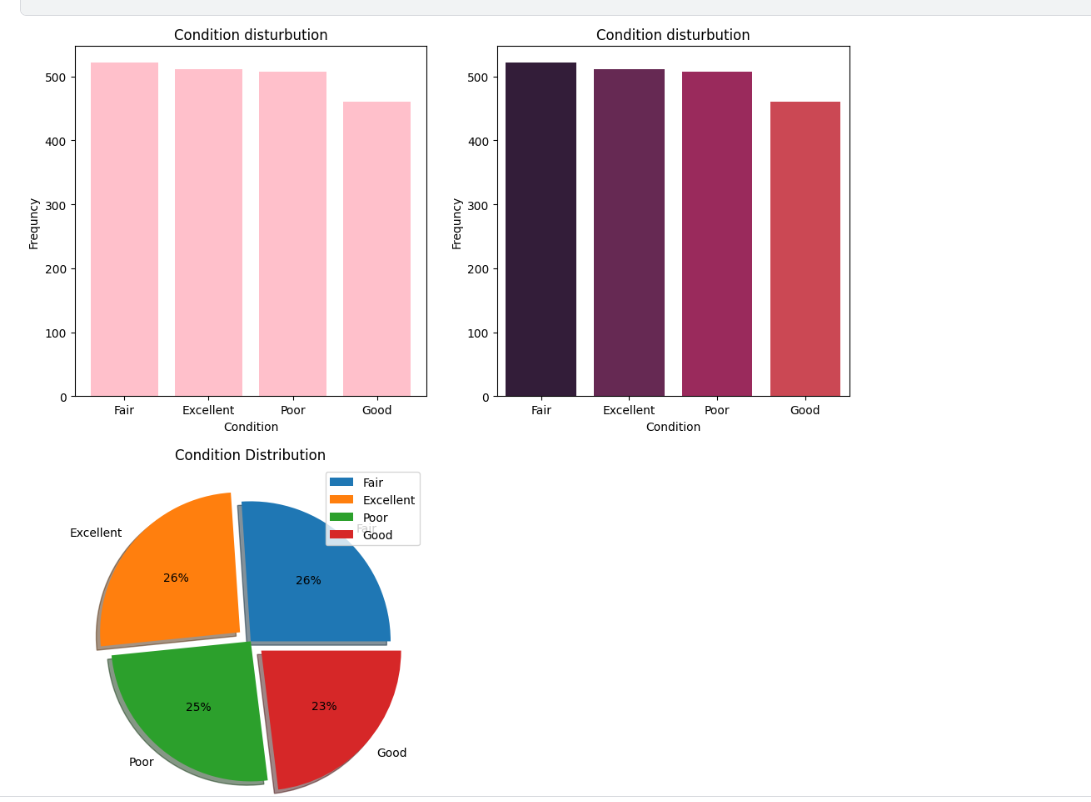 Condition disturbution
500
400
300
200
100
0
Frequncy
Fair Excellent Poor Good
Condition
Condition disturbution
500
400
300
200
100
0
Frequncy
Fair Excellent Poor Good
Condition
Condition Distribution
Fair
Excellent
Poor
Good
Fair
Excellent
26%
26%
25%
23%
Poor
Good